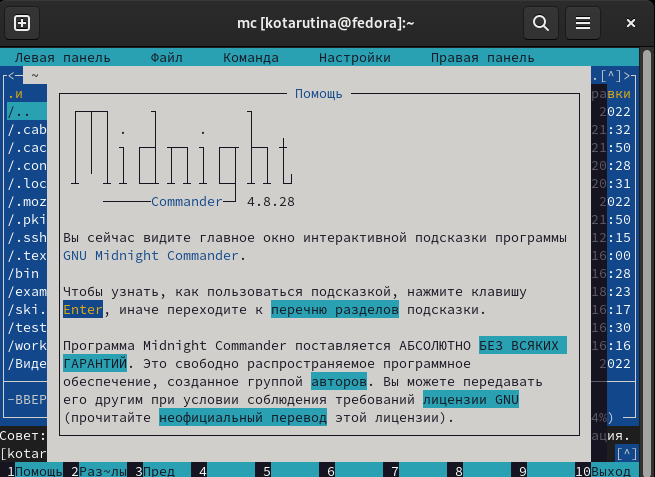 mc [kotarutina@fedora]:~
Левая панель Файл Команда Настройки Правая панель
<— ~ .[^]>
.и Помощь равки
/.. 2022
/.cab 21:32
/.cac 21:50
/.con 20:28
/.loc 20:31
/.moz 2022
/.pki 21:50
/.ssh 12:15
/.tex 16:00
/bin 16:28
/exam 18:23
/ski. 16:17
/test 16:30
/work 16:16
/Виде 2022
Midnight
Commander 4.8.28
Вы сейчас видите главное окно интерактивной подсказки программы
GNU Midnight Commander.
Чтобы узнать, как пользоваться подсказкой, нажмите клавишу
Enter, иначе переходите к перечню разделов подсказки.
Программа Midnight Commander поставляется АБСОЛЮТНО БЕЗ ВСЯКИХ
ГАРАНТИЙ. Это свободно распространяемое программное
обеспечение, созданное группой авторов. Вы можете передавать
его другим при условии соблюдения требований лицензии GNU
(прочитайте неофициальный перевод этой лицензии).
-ВВЕР 4%)
Совет: ация.
[kotar [^]
1Помощь 2Раз~лы 3Пред 4 5 6 7 8 9 10Выход